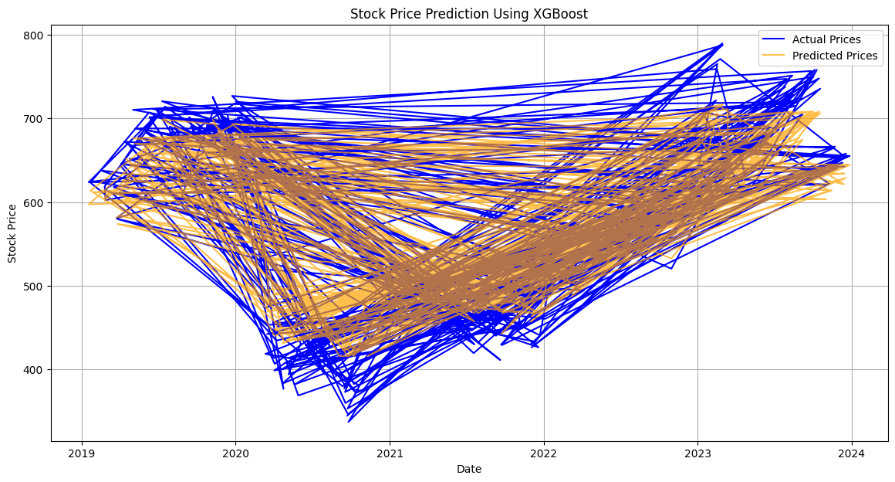 Stock Price Prediction Using XGBoost
Actual Prices
Predicted Prices
800
700
600
500
400
Stock Price
2019
2020
2021
2022
2023
2024
Date